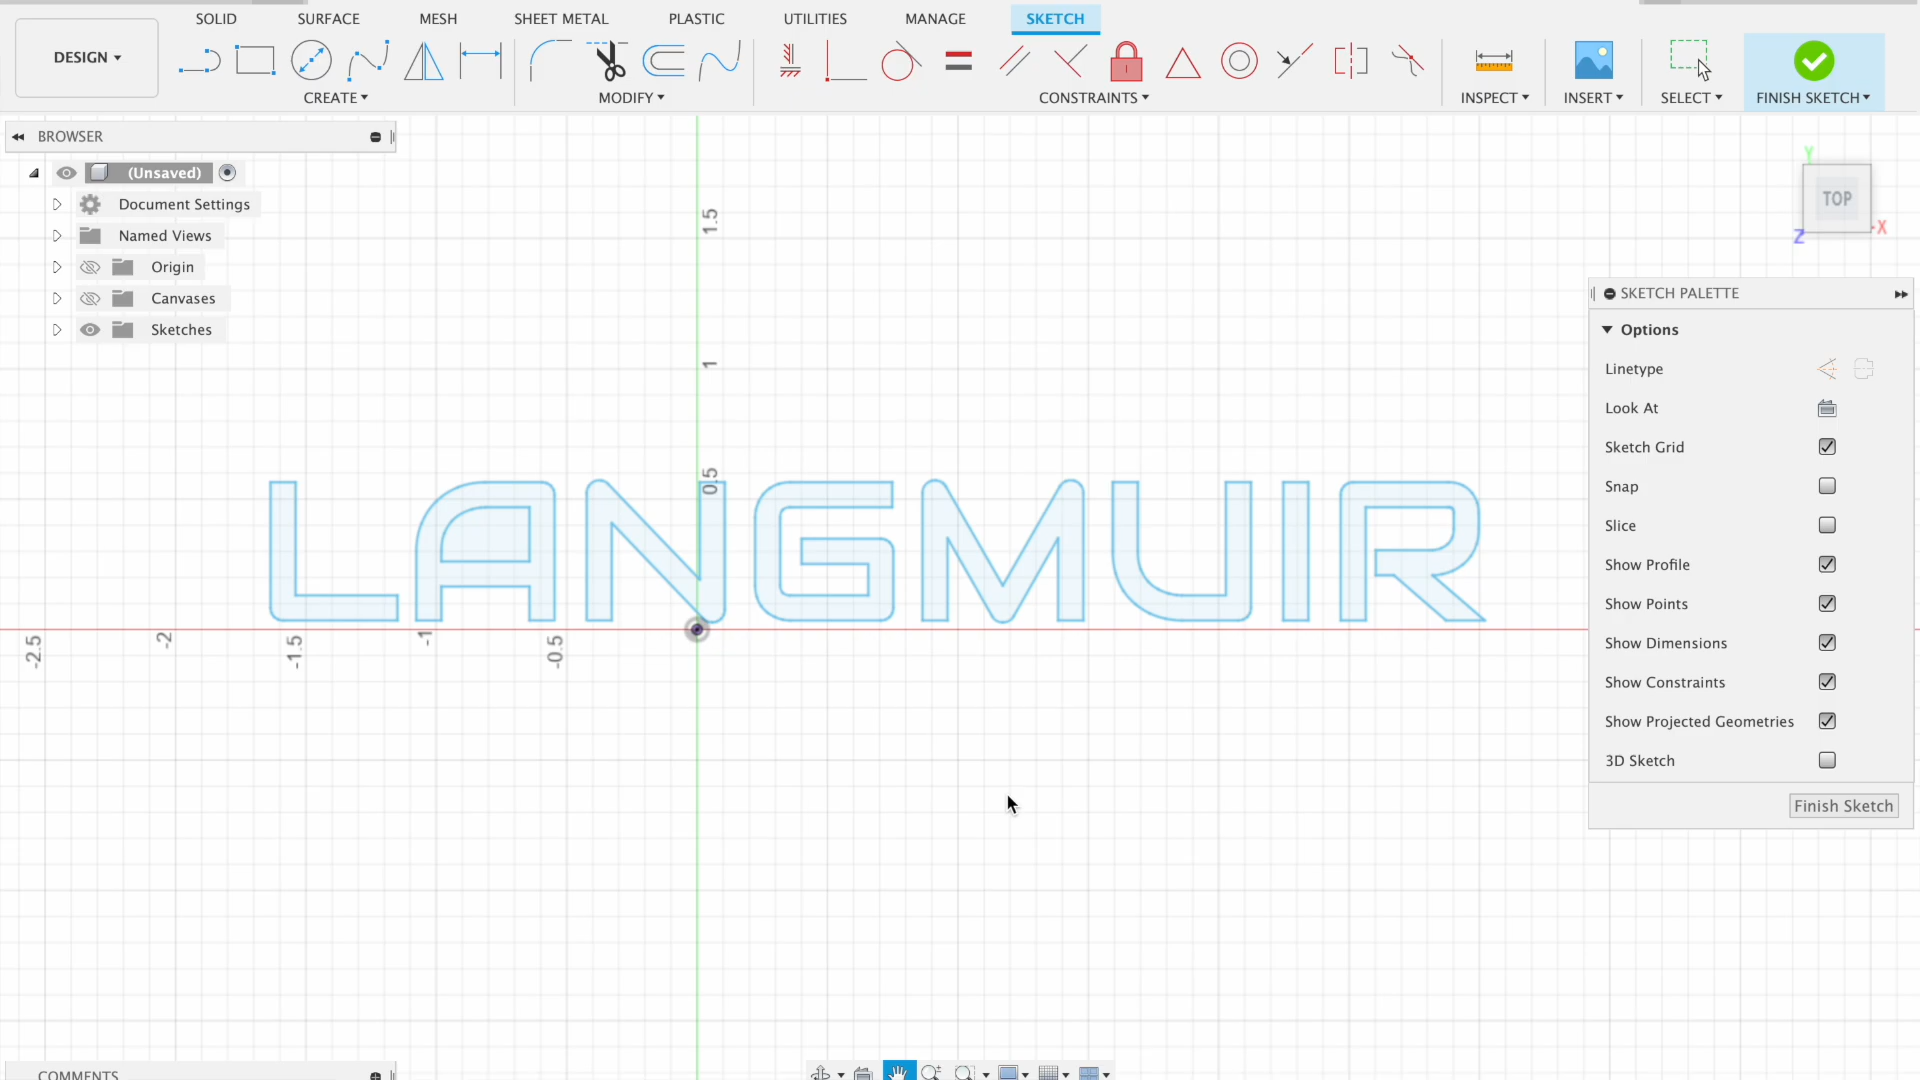 SOLID SURFACE MESH SHEET METAL PLASTIC UTILITIES MANAGE SKETCH
DESIGN
CREATE MODIFY CONSTRAINTS INSPECT INSERT SELECT FINISH SKETCH
BROWSER
(Unsaved)
Document Settings
Named Views
Origin
Canvases
Sketches
Y
TOP
X
Z
1.5
1
0.5
LANGMUIR
-2.5 -2 -1.5 -1 -0.5
SKETCH PALETTE
Options
Linetype
Look At
Sketch Grid
Snap
Slice
Show Profile
Show Points
Show Dimensions
Show Constraints
Show Projected Geometries
3D Sketch
Finish Sketch
COMMENTS